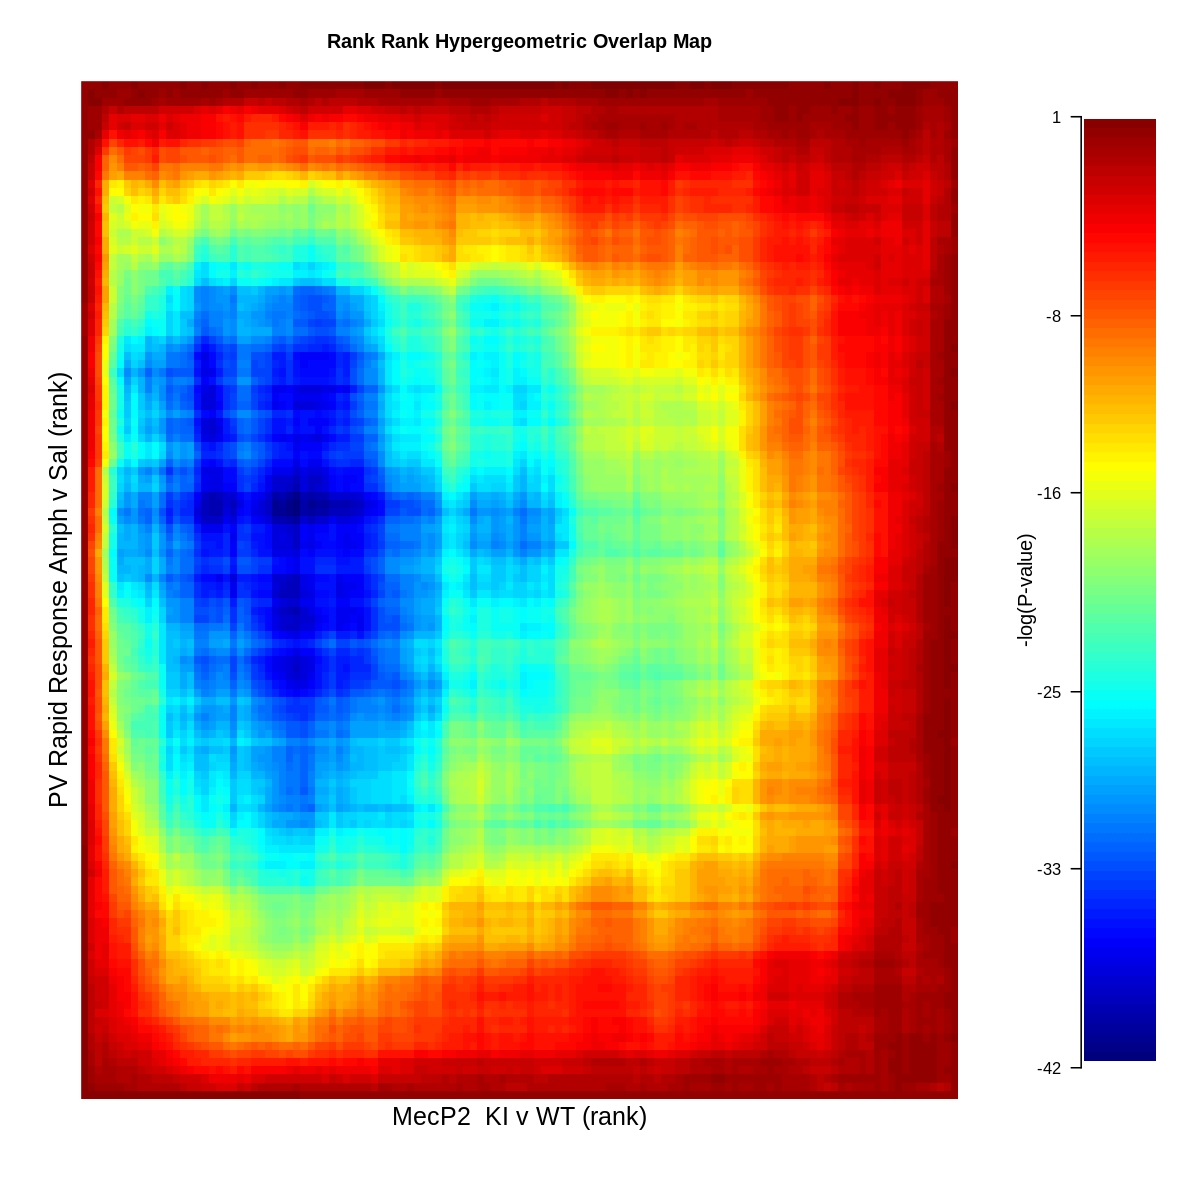 Rank Rank Hypergeometric Overlap Map
PV Rapid Response Amph v Sal (rank)
MecP2  KI v WT (rank)
-log(P-value)
1
-8
-16
-25
-33
-42